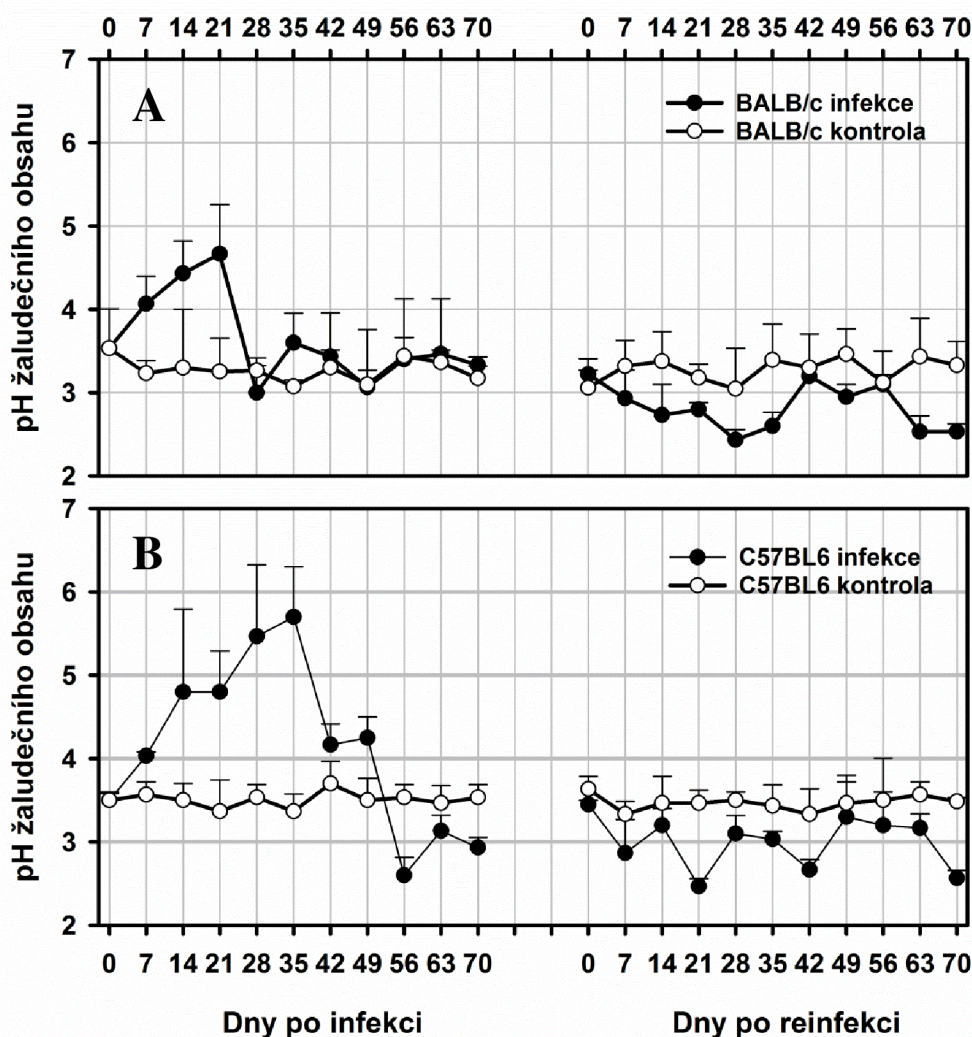 0 7 14 21 28 35 42 49 56 63 70 0 7 14 21 28 35 42 49 56 63 70
7
6
5
4
3
2
pH žaludečního obsahu
A
BALB/c infekce
BALB/c kontrola
7
6
5
4
3
2
pH žaludečního obsahu
B
C57BL6 infekce
C57BL6 kontrola
0 7 14 21 28 35 42 49 56 63 70 0 7 14 21 28 35 42 49 56 63 70
Dny po infekci Dny po reinfekci